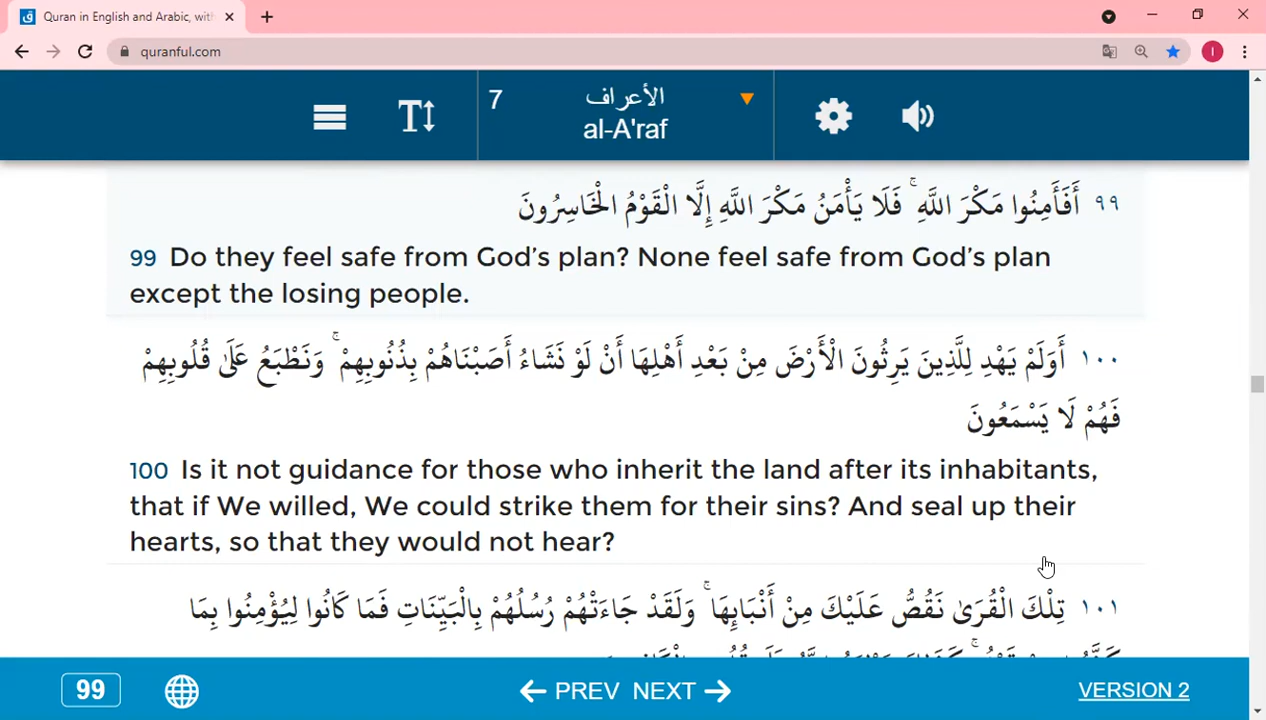 Quran in English and Arabic, with
quranful.com
7
الأعراف
al-A'raf
٩٩ أَفَأَمِنُوا مَكْرَ اللَّهِ ۚ فَلَا يَأْمَنُ مَكْرَ اللَّهِ إِلَّا الْقَوْمُ الْخَاسِرُونَ
99 Do they feel safe from God’s plan? None feel safe from God’s plan
except the losing people.
١٠٠ أَوَلَمْ يَهْدِ لِلَّذِينَ يَرِثُونَ الْأَرْضَ مِنْ بَعْدِ أَهْلِهَا أَنْ لَوْ نَشَاءُ أَصَبْنَاهُمْ بِذُنُوبِهِمْ ۚ وَنَطْبَعُ عَلَىٰ قُلُوبِهِمْ
فَهُمْ لَا يَسْمَعُونَ
100 Is it not guidance for those who inherit the land after its inhabitants,
that if We willed, We could strike them for their sins? And seal up their
hearts, so that they would not hear?
١٠١ تِلْكَ الْقُرَىٰ نَقُصُّ عَلَيْكَ مِنْ أَنْبَائِهَا ۚ وَلَقَدْ جَاءَتْهُمْ رُسُلُهُمْ بِالْبَيِّنَاتِ فَمَا كَانُوا لِيُؤْمِنُوا بِمَا
99
PREV NEXT
VERSION 2